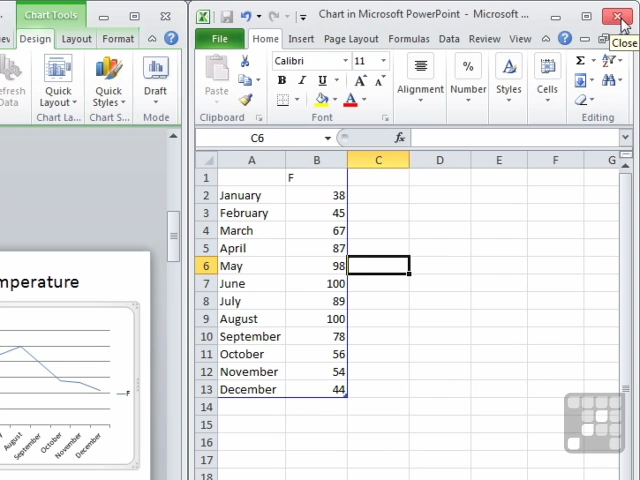 Chart Tools
Design
Layout
Format
Data
Quick
Layout
Quick
Styles
Draft
Chart La...
Chart S...
Mode
mperature
F
August
September
October
November
December
Chart in Microsoft PowerPoint - Microsoft ...
Close
File
Home
Insert
Page Layout
Formulas
Data
Review
View
Paste
Calibri
11
B I U
A A
A
Alignment
%
Number
A
Styles
Cells
Σ
Clipboard
Font
Editing
C6
fx
A B C D E F G
1 F
2 January 38
3 February 45
4 March 67
5 April 87
6 May 98
7 June 100
8 July 89
9 August 100
10 September 78
11 October 56
12 November 54
13 December 44
14
15
16
17
18